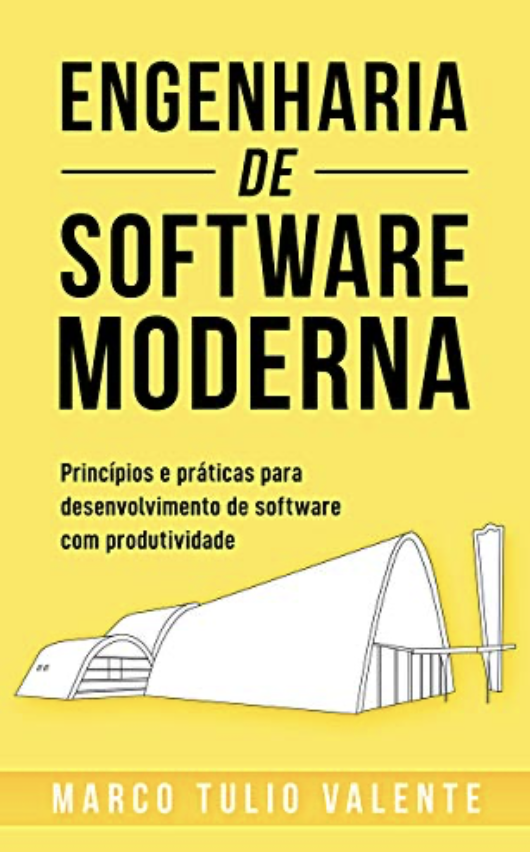 ENGENHARIA
DE
SOFTWARE
MODERNA
Princípios e práticas para
desenvolvimento de software
com produtividade
MARCO TULIO VALENTE